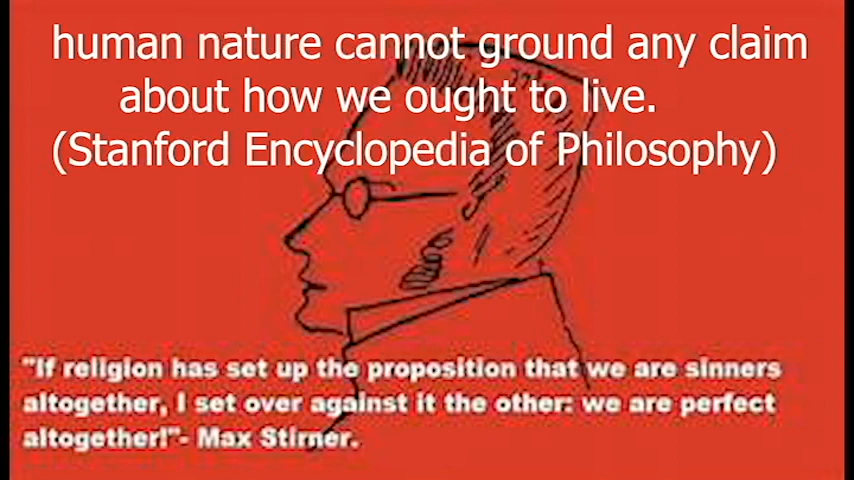 human nature cannot ground any claim
about how we ought to live.
(Stanford Encyclopedia of Philosophy)
"If religion has set up the proposition that we are sinners
altogether, I set over against it the other: we are perfect
altogether!"- Max Stirner.